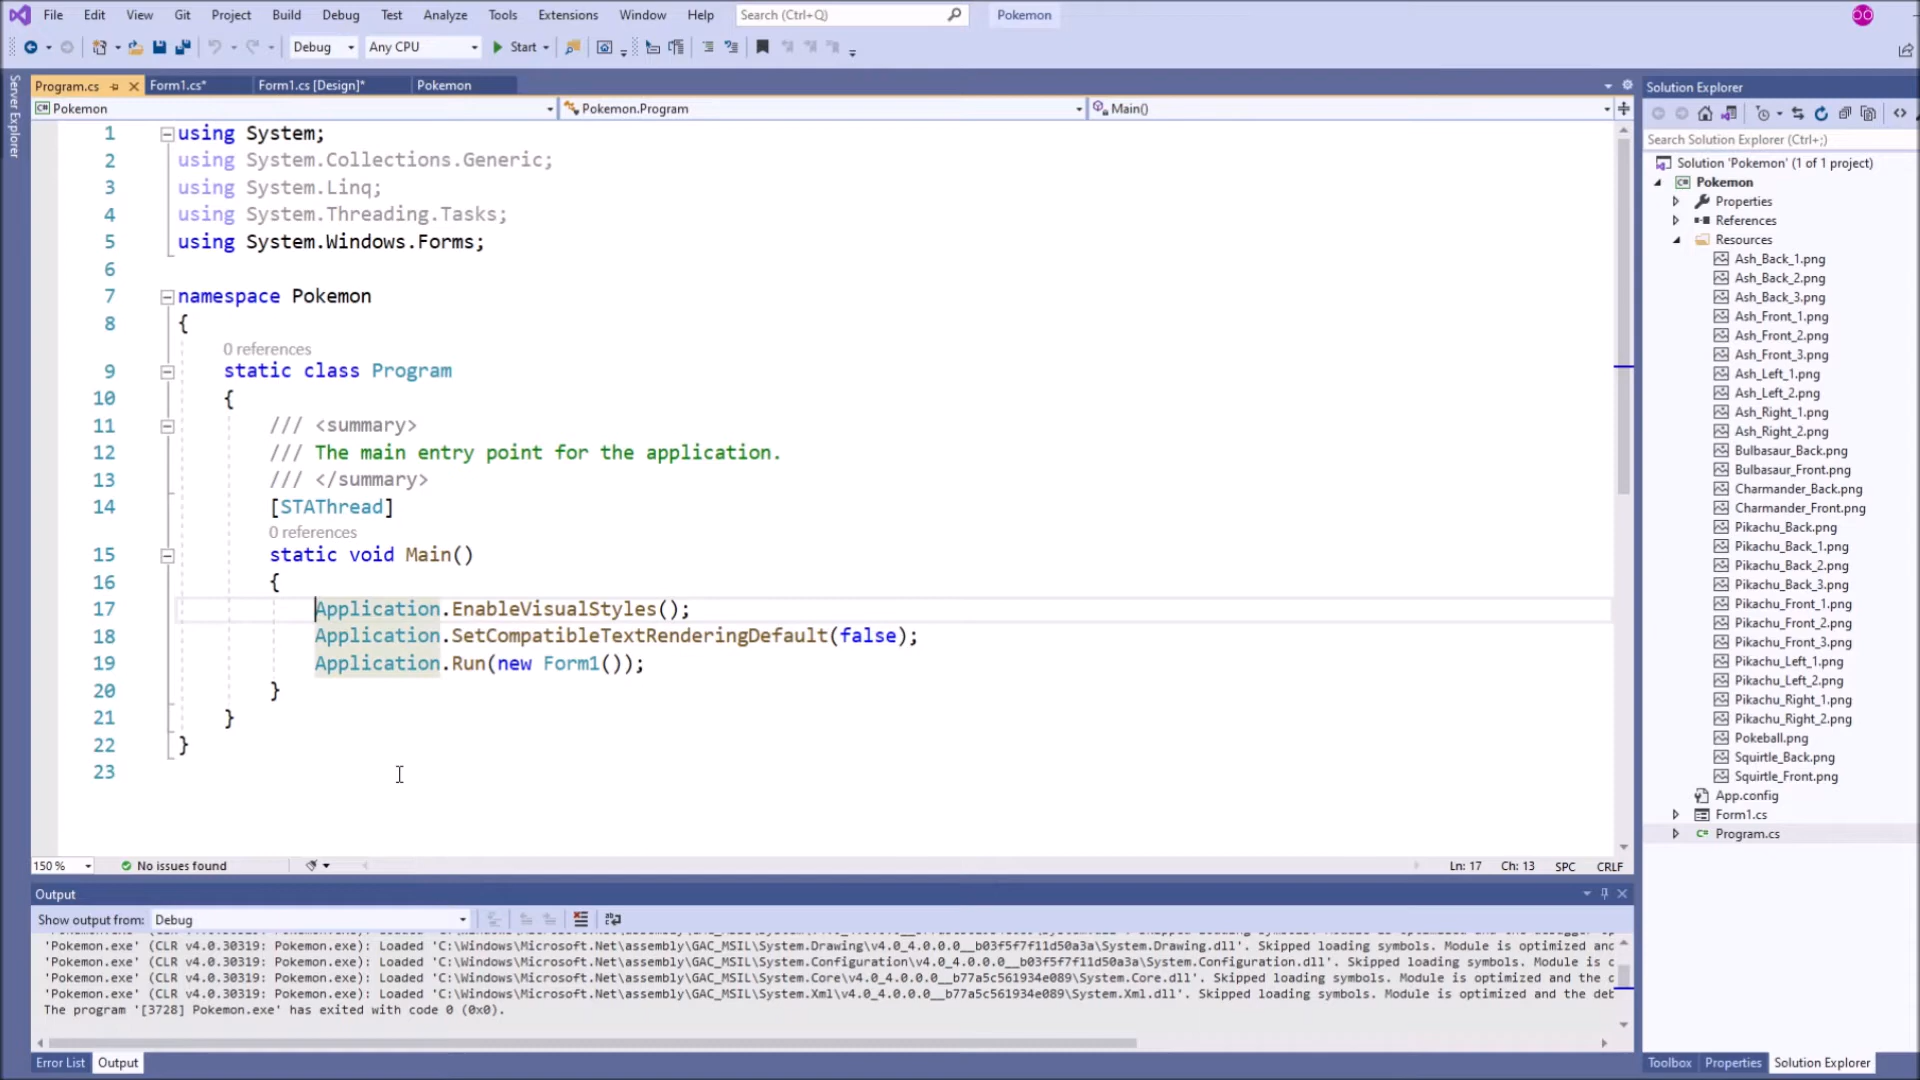 File Edit View Git Project Build Debug Test Analyze Tools Extensions Window Help Search (Ctrl+Q) Pokemon
Debug Any CPU Start
Server Explorer
Program.cs Form1.cs* Form1.cs [Design]* Pokemon
Pokemon Pokemon.Program Main()
1 using System;
2 using System.Collections.Generic;
3 using System.Linq;
4 using System.Threading.Tasks;
5 using System.Windows.Forms;
6
7 namespace Pokemon
8 {
0 references
9 static class Program
10 {
11 /// <summary>
12 /// The main entry point for the application.
13 /// </summary>
14 [STAThread]
0 references
15 static void Main()
16 {
17 Application.EnableVisualStyles();
18 Application.SetCompatibleTextRenderingDefault(false);
19 Application.Run(new Form1());
20 }
21 }
22 }
23
150 % No issues found Ln: 17 Ch: 13 SPC CRLF
Output
Show output from: Debug
'Pokemon.exe' (CLR v4.0.30319: Pokemon.exe): Loaded 'C:\Windows\Microsoft.Net\assembly\GAC_MSIL\System.Drawing\v4.0_4.0.0.0__b03f5f7f11d50a3a\System.Drawing.dll'. Skipped loading symbols. Module is optimized and
'Pokemon.exe' (CLR v4.0.30319: Pokemon.exe): Loaded 'C:\Windows\Microsoft.Net\assembly\GAC_MSIL\System.Configuration\v4.0_4.0.0.0__b03f5f7f11d50a3a\System.Configuration.dll'. Skipped loading symbols. Module is c
'Pokemon.exe' (CLR v4.0.30319: Pokemon.exe): Loaded 'C:\Windows\Microsoft.Net\assembly\GAC_MSIL\System.Core\v4.0_4.0.0.0__b77a5c561934e089\System.Core.dll'. Skipped loading symbols. Module is optimized and the c
'Pokemon.exe' (CLR v4.0.30319: Pokemon.exe): Loaded 'C:\Windows\Microsoft.Net\assembly\GAC_MSIL\System.Xml\v4.0_4.0.0.0__b77a5c561934e089\System.Xml.dll'. Skipped loading symbols. Module is optimized and the deb
The program '[3728] Pokemon.exe' has exited with code 0 (0x0).
Error List Output
Solution Explorer
Search Solution Explorer (Ctrl+;)
Solution 'Pokemon' (1 of 1 project)
Pokemon
Properties
References
Resources
Ash_Back_1.png
Ash_Back_2.png
Ash_Back_3.png
Ash_Front_1.png
Ash_Front_2.png
Ash_Front_3.png
Ash_Left_1.png
Ash_Left_2.png
Ash_Right_1.png
Ash_Right_2.png
Bulbasaur_Back.png
Bulbasaur_Front.png
Charmander_Back.png
Charmander_Front.png
Pikachu_Back.png
Pikachu_Back_1.png
Pikachu_Back_2.png
Pikachu_Back_3.png
Pikachu_Front_1.png
Pikachu_Front_2.png
Pikachu_Front_3.png
Pikachu_Left_1.png
Pikachu_Left_2.png
Pikachu_Right_1.png
Pikachu_Right_2.png
Pokeball.png
Squirtle_Back.png
Squirtle_Front.png
App.config
Form1.cs
Program.cs
Toolbox Properties Solution Explorer